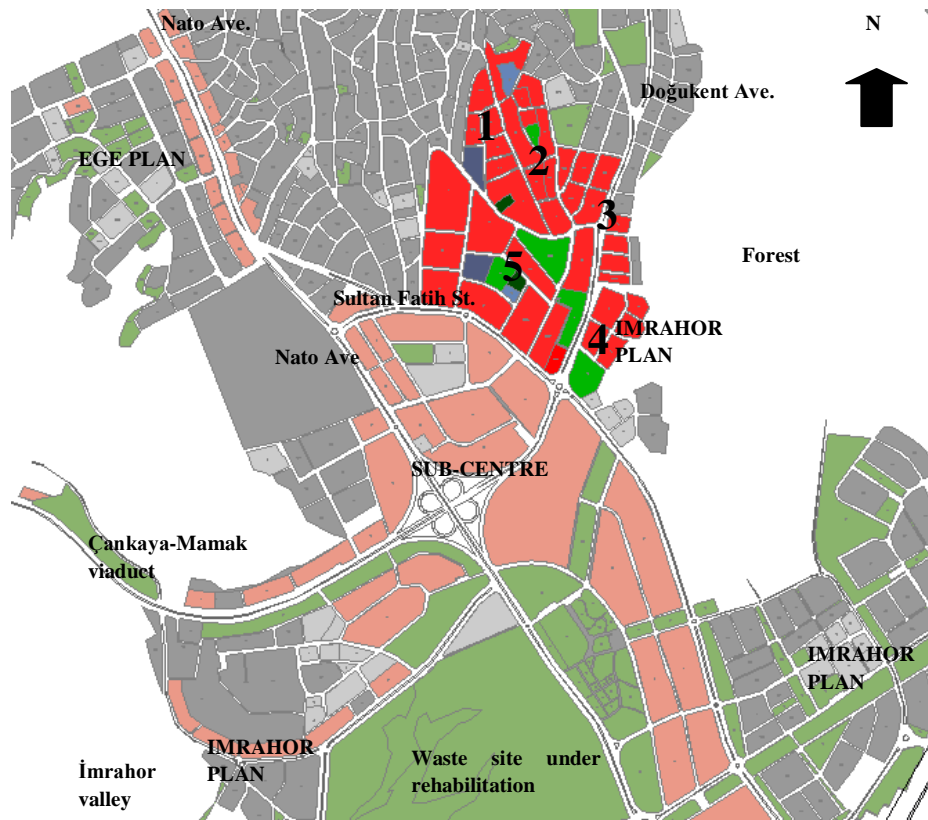 Nato Ave.
N
Doğukent Ave.
1
2
EGE PLAN
3
Forest
5
Sultan Fatih St.
4
IMRAHOR
PLAN
Nato Ave
SUB-CENTRE
Çankaya-Mamak
viaduct
IMRAHOR
PLAN
IMRAHOR
PLAN
Waste site under
rehabilitation
İmrahor
valley